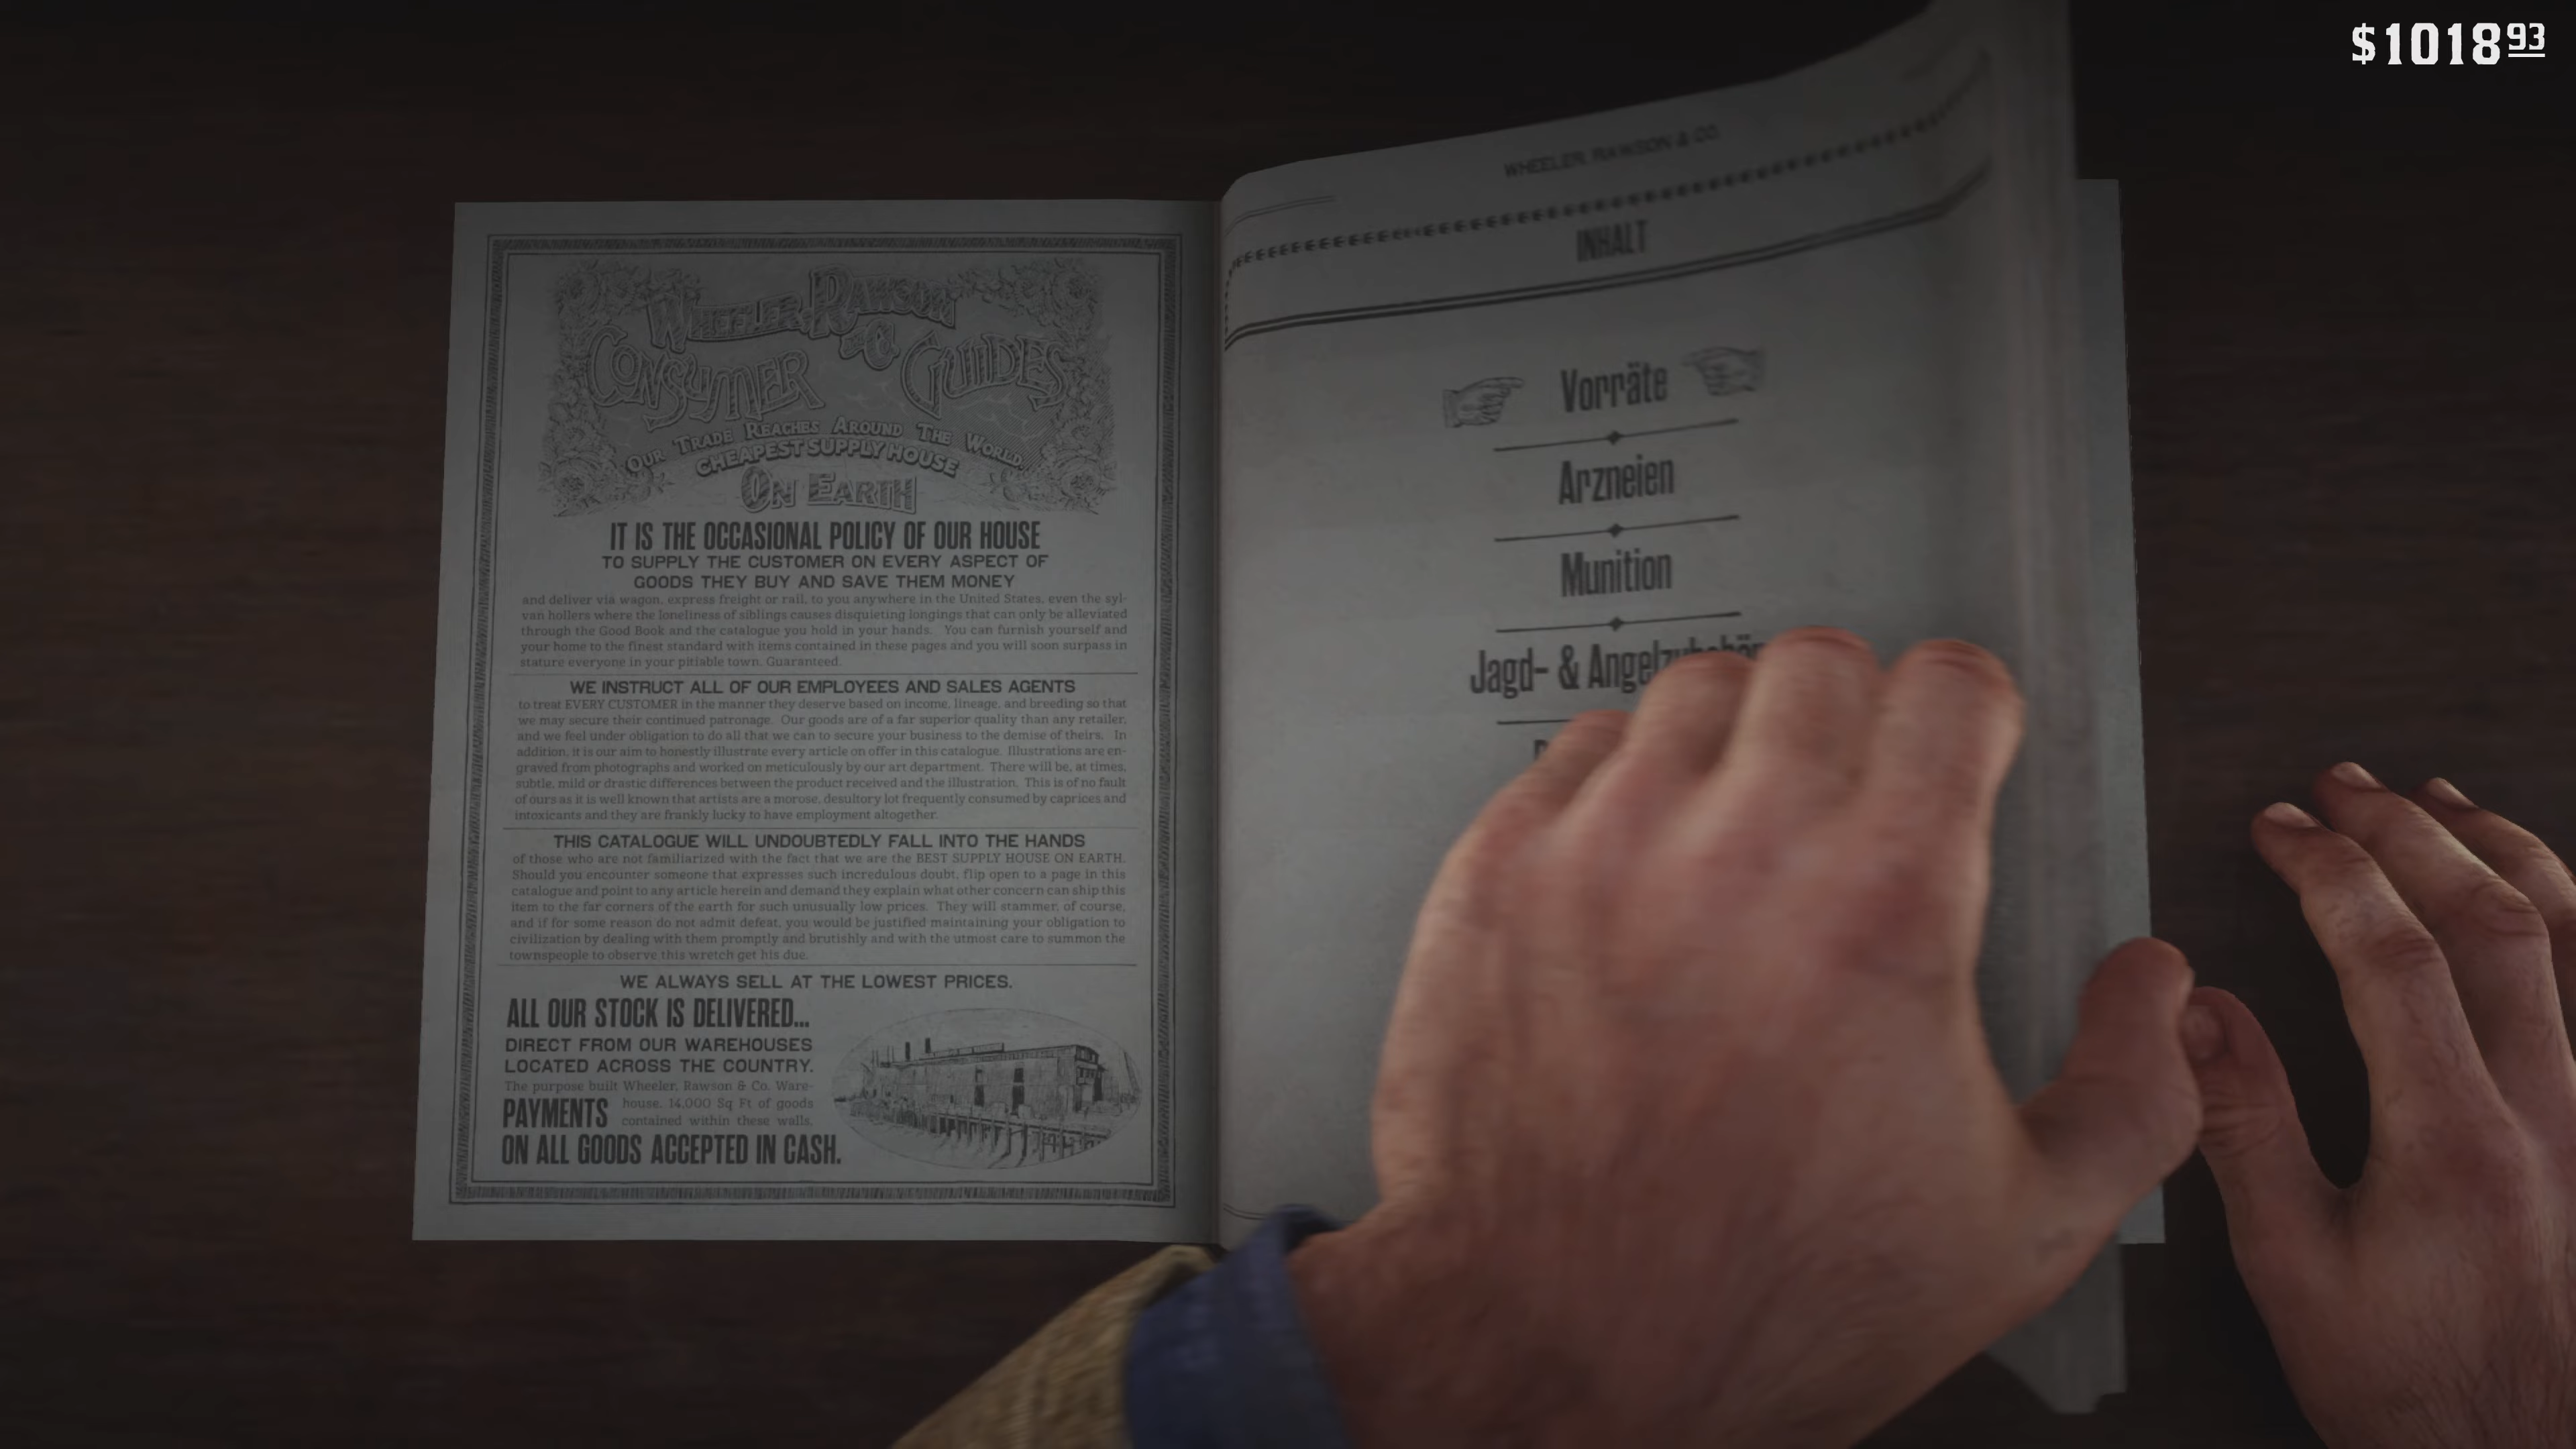 $1018 93
WHEELER, RAWSON
& Co.
CONSUMER GUIDES
OUR TRADE REACHES AROUND THE WORLD,
CHEAPEST SUPPLY HOUSE
ON EARTH
IT IS THE OCCASIONAL POLICY OF OUR HOUSE
TO SUPPLY THE CUSTOMER ON EVERY ASPECT OF
GOODS THEY BUY AND SAVE THEM MONEY
and deliver via wagon, express freight or rail, to you anywhere in the United States, even the syl-
van hollers where the loneliness of siblings causes disquieting longings that can only be alleviated
through the Good Book and the catalogue you hold in your hands. You can furnish yourself and
your home to the finest standard with items contained in these pages and you will soon surpass in
stature everyone in your pitiable town. Guaranteed.
WE INSTRUCT ALL OF OUR EMPLOYEES AND SALES AGENTS
to treat EVERY CUSTOMER in the manner they deserve based on income, lineage, and breeding so that
we may secure their continued patronage. Our goods are of a far superior quality than any retailer,
and we feel under obligation to do all that we can to secure your business to the demise of theirs. In
addition, it is our aim to honestly illustrate every article on offer in this catalogue. Illustrations are en-
graved from photographs and worked on meticulously by our art department. There will be, at times,
subtle, mild or drastic differences between the product received and the illustration. This is of no fault
of ours as it is well known that artists are a morose, desultory lot frequently consumed by caprices and
intoxicants and they are frankly lucky to have employment altogether.
THIS CATALOGUE WILL UNDOUBTEDLY FALL INTO THE HANDS
of those who are not familiarized with the fact that we are the BEST SUPPLY HOUSE ON EARTH.
Should you encounter someone that expresses such incredulous doubt, flip open to a page in this
catalogue and point to any article herein and demand they explain what other concern can ship this
item to the far corners of the earth for such unusually low prices. They will stammer, of course,
and if for some reason do not admit defeat, you would be justified maintaining your obligation to
civilization by dealing with them promptly and brutishly and with the utmost care to summon the
townspeople to observe this wretch get his due.
WE ALWAYS SELL AT THE LOWEST PRICES.
ALL OUR STOCK IS DELIVERED...
DIRECT FROM OUR WAREHOUSES
LOCATED ACROSS THE COUNTRY.
The purpose built Wheeler, Rawson & Co. Ware-
house. 14,000 Sq Ft of goods
contained within these walls.
PAYMENTS
ON ALL GOODS ACCEPTED IN CASH.
WHEELER, RAWSON & CO.
INHALT
Vorräte
Arzneien
Munition
Jagd- & Angelzubehör